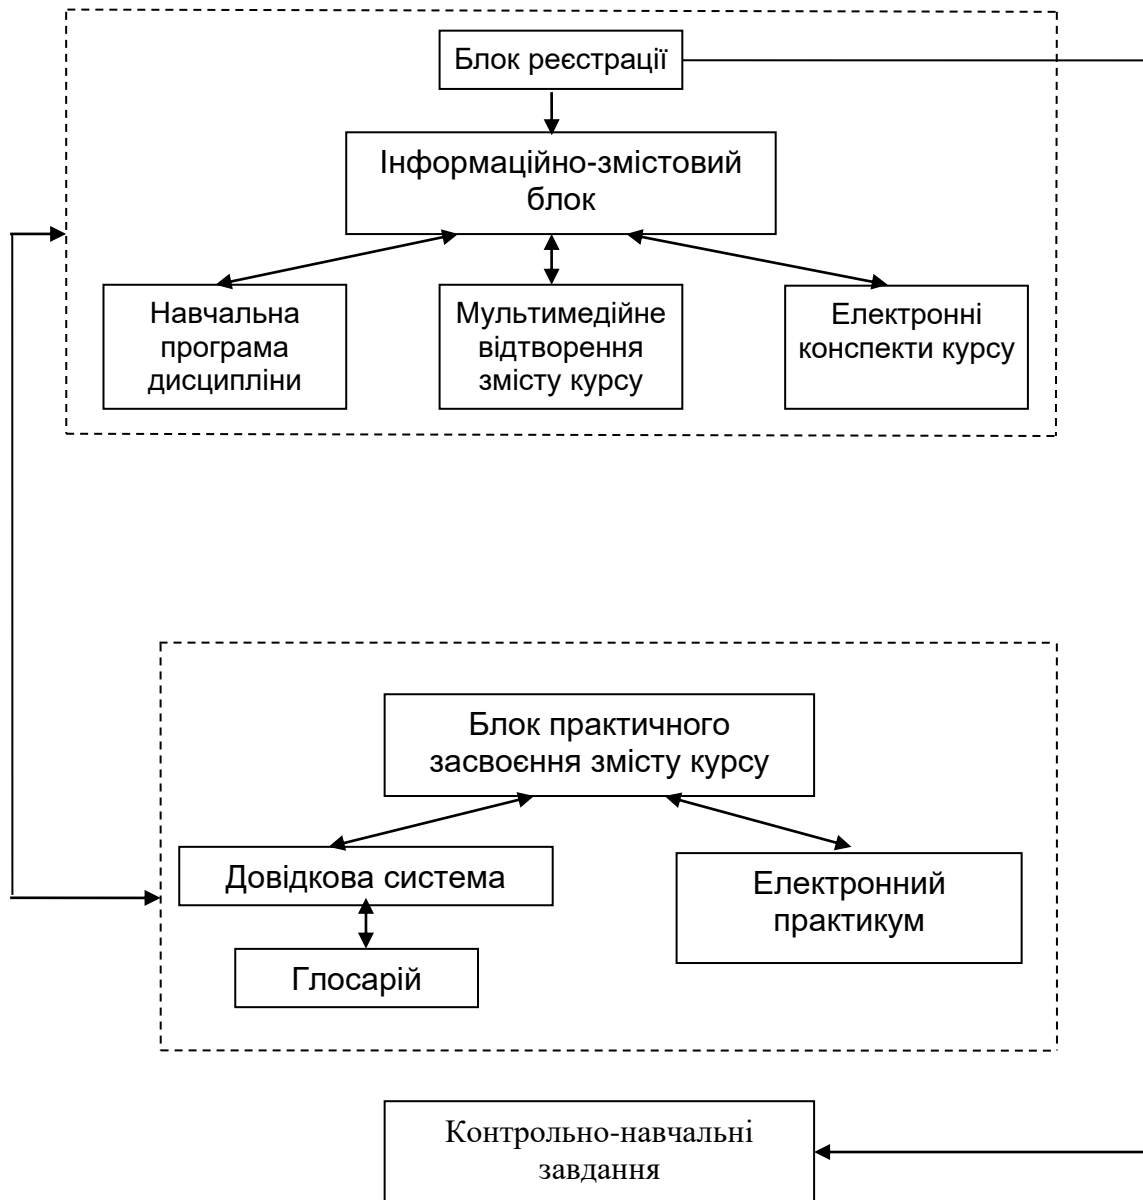 Блок реєстрації
Інформаційно-змістовий
блок
Навчальна
програма
дисципліни
Мультимедійне
відтворення
змісту курсу
Електронні
конспекти курсу
Блок практичного
засвоєння змісту курсу
Довідкова система
Глосарій
Електронний
практикум
Контрольно-навчальні
завдання